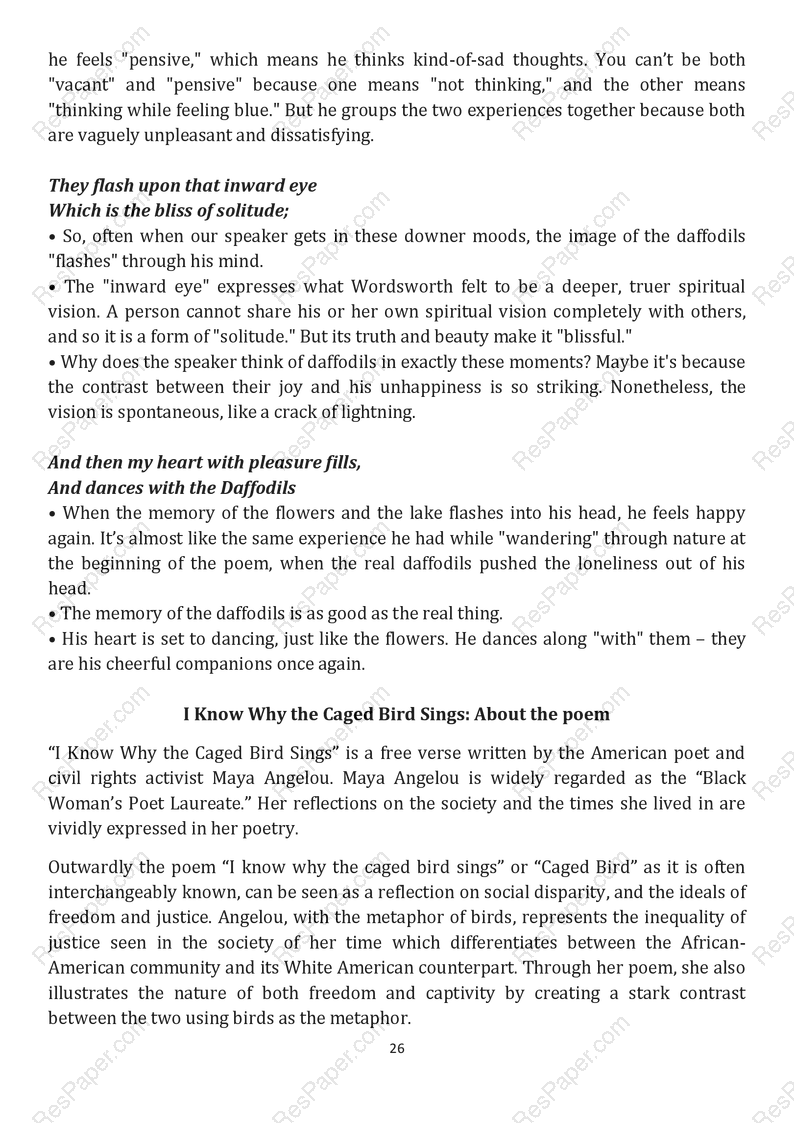 he feels "pensive," which means he thinks kind-of-sad thoughts. You can’t be both
"vacant" and "pensive" because one means "not thinking," and the other means
"thinking while feeling blue." But he groups the two experiences together because both
are vaguely unpleasant and dissatisfying.
They flash upon that inward eye
Which is the bliss of solitude;
• So, often when our speaker gets in these downer moods, the image of the daffodils
"flashes" through his mind.
• The "inward eye" expresses what Wordsworth felt to be a deeper, truer spiritual
vision. A person cannot share his or her own spiritual vision completely with others,
and so it is a form of "solitude." But its truth and beauty make it "blissful."
• Why does the speaker think of daffodils in exactly these moments? Maybe it's because
the contrast between their joy and his unhappiness is so striking. Nonetheless, the
vision is spontaneous, like a crack of lightning.
And then my heart with pleasure fills,
And dances with the Daffodils
• When the memory of the flowers and the lake flashes into his head, he feels happy
again. It’s almost like the same experience he had while "wandering" through nature at
the beginning of the poem, when the real daffodils pushed the loneliness out of his
head.
• The memory of the daffodils is as good as the real thing.
• His heart is set to dancing, just like the flowers. He dances along "with" them – they
are his cheerful companions once again.
I Know Why the Caged Bird Sings: About the poem
“I Know Why the Caged Bird Sings” is a free verse written by the American poet and
civil rights activist Maya Angelou. Maya Angelou is widely regarded as the “Black
Woman’s Poet Laureate.” Her reflections on the society and the times she lived in are
vividly expressed in her poetry.
Outwardly the poem “I know why the caged bird sings” or “Caged Bird” as it is often
interchangeably known, can be seen as a reflection on social disparity, and the ideals of
freedom and justice. Angelou, with the metaphor of birds, represents the inequality of
justice seen in the society of her time which differentiates between the African-
American community and its White American counterpart. Through her poem, she also
illustrates the nature of both freedom and captivity by creating a stark contrast
between the two using birds as the metaphor.
26